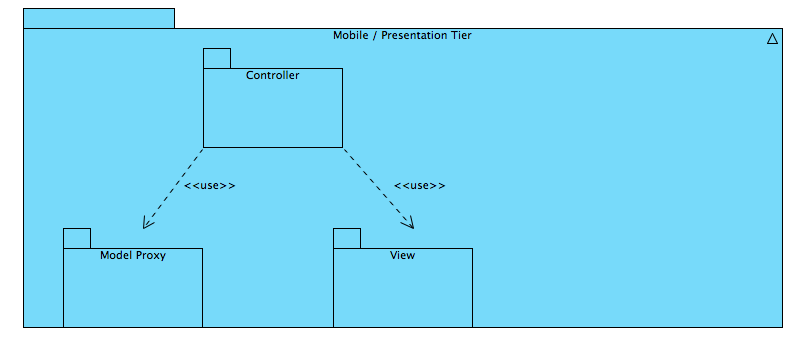 Mobile / Presentation Tier
Controller
<<use>>
<<use>>
Model Proxy
View